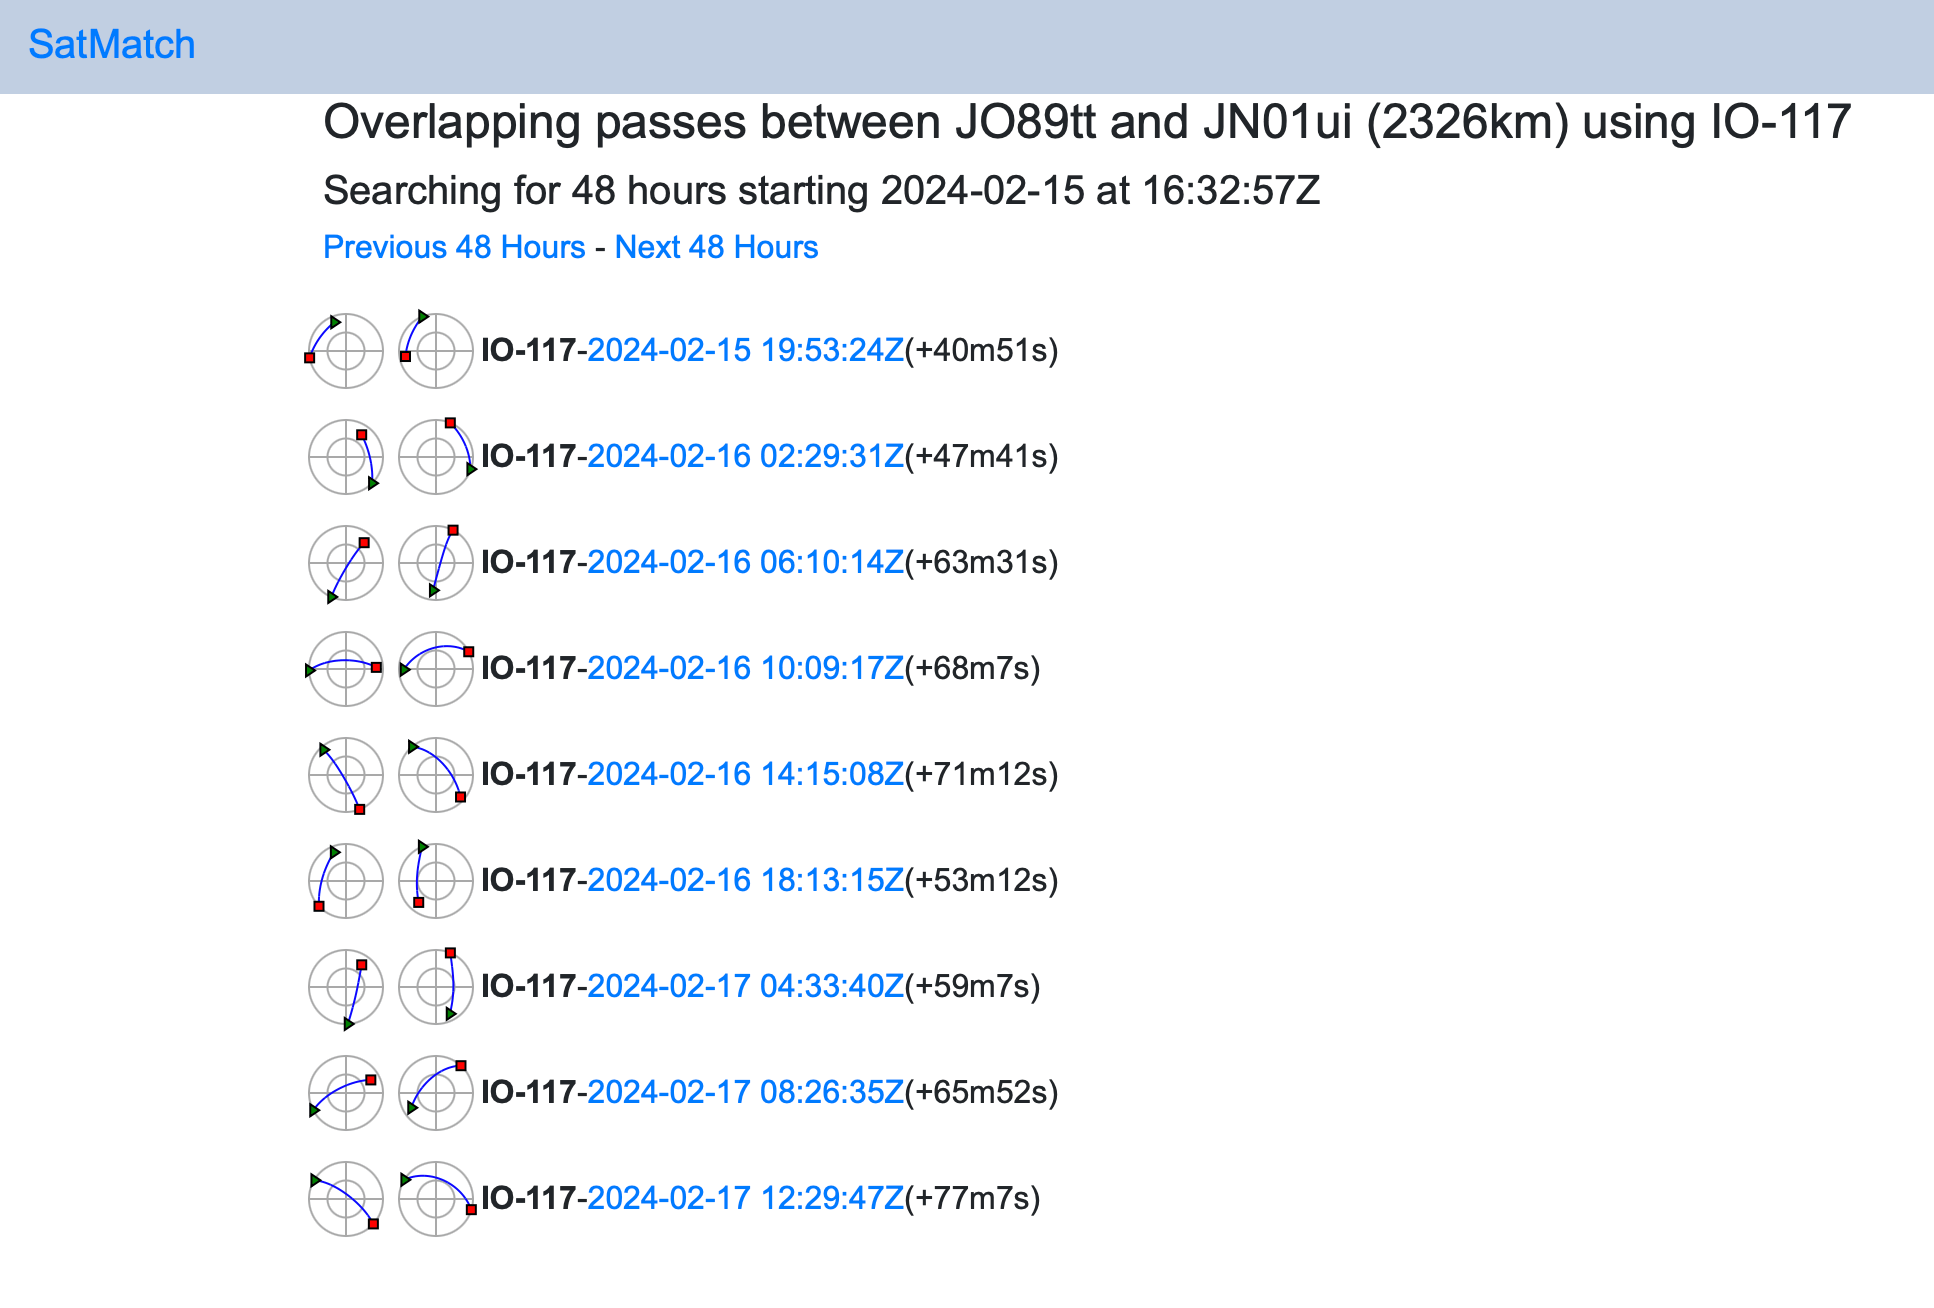 SatMatch
Overlapping passes between JO89tt and JN01ui (2326km) using IO-117
Searching for 48 hours starting 2024-02-15 at 16:32:57Z
Previous 48 Hours - Next 48 Hours
IO-117-2024-02-15 19:53:24Z(+40m51s)
IO-117-2024-02-16 02:29:31Z(+47m41s)
IO-117-2024-02-16 06:10:14Z(+63m31s)
IO-117-2024-02-16 10:09:17Z(+68m7s)
IO-117-2024-02-16 14:15:08Z(+71m12s)
IO-117-2024-02-16 18:13:15Z(+53m12s)
IO-117-2024-02-17 04:33:40Z(+59m7s)
IO-117-2024-02-17 08:26:35Z(+65m52s)
IO-117-2024-02-17 12:29:47Z(+77m7s)